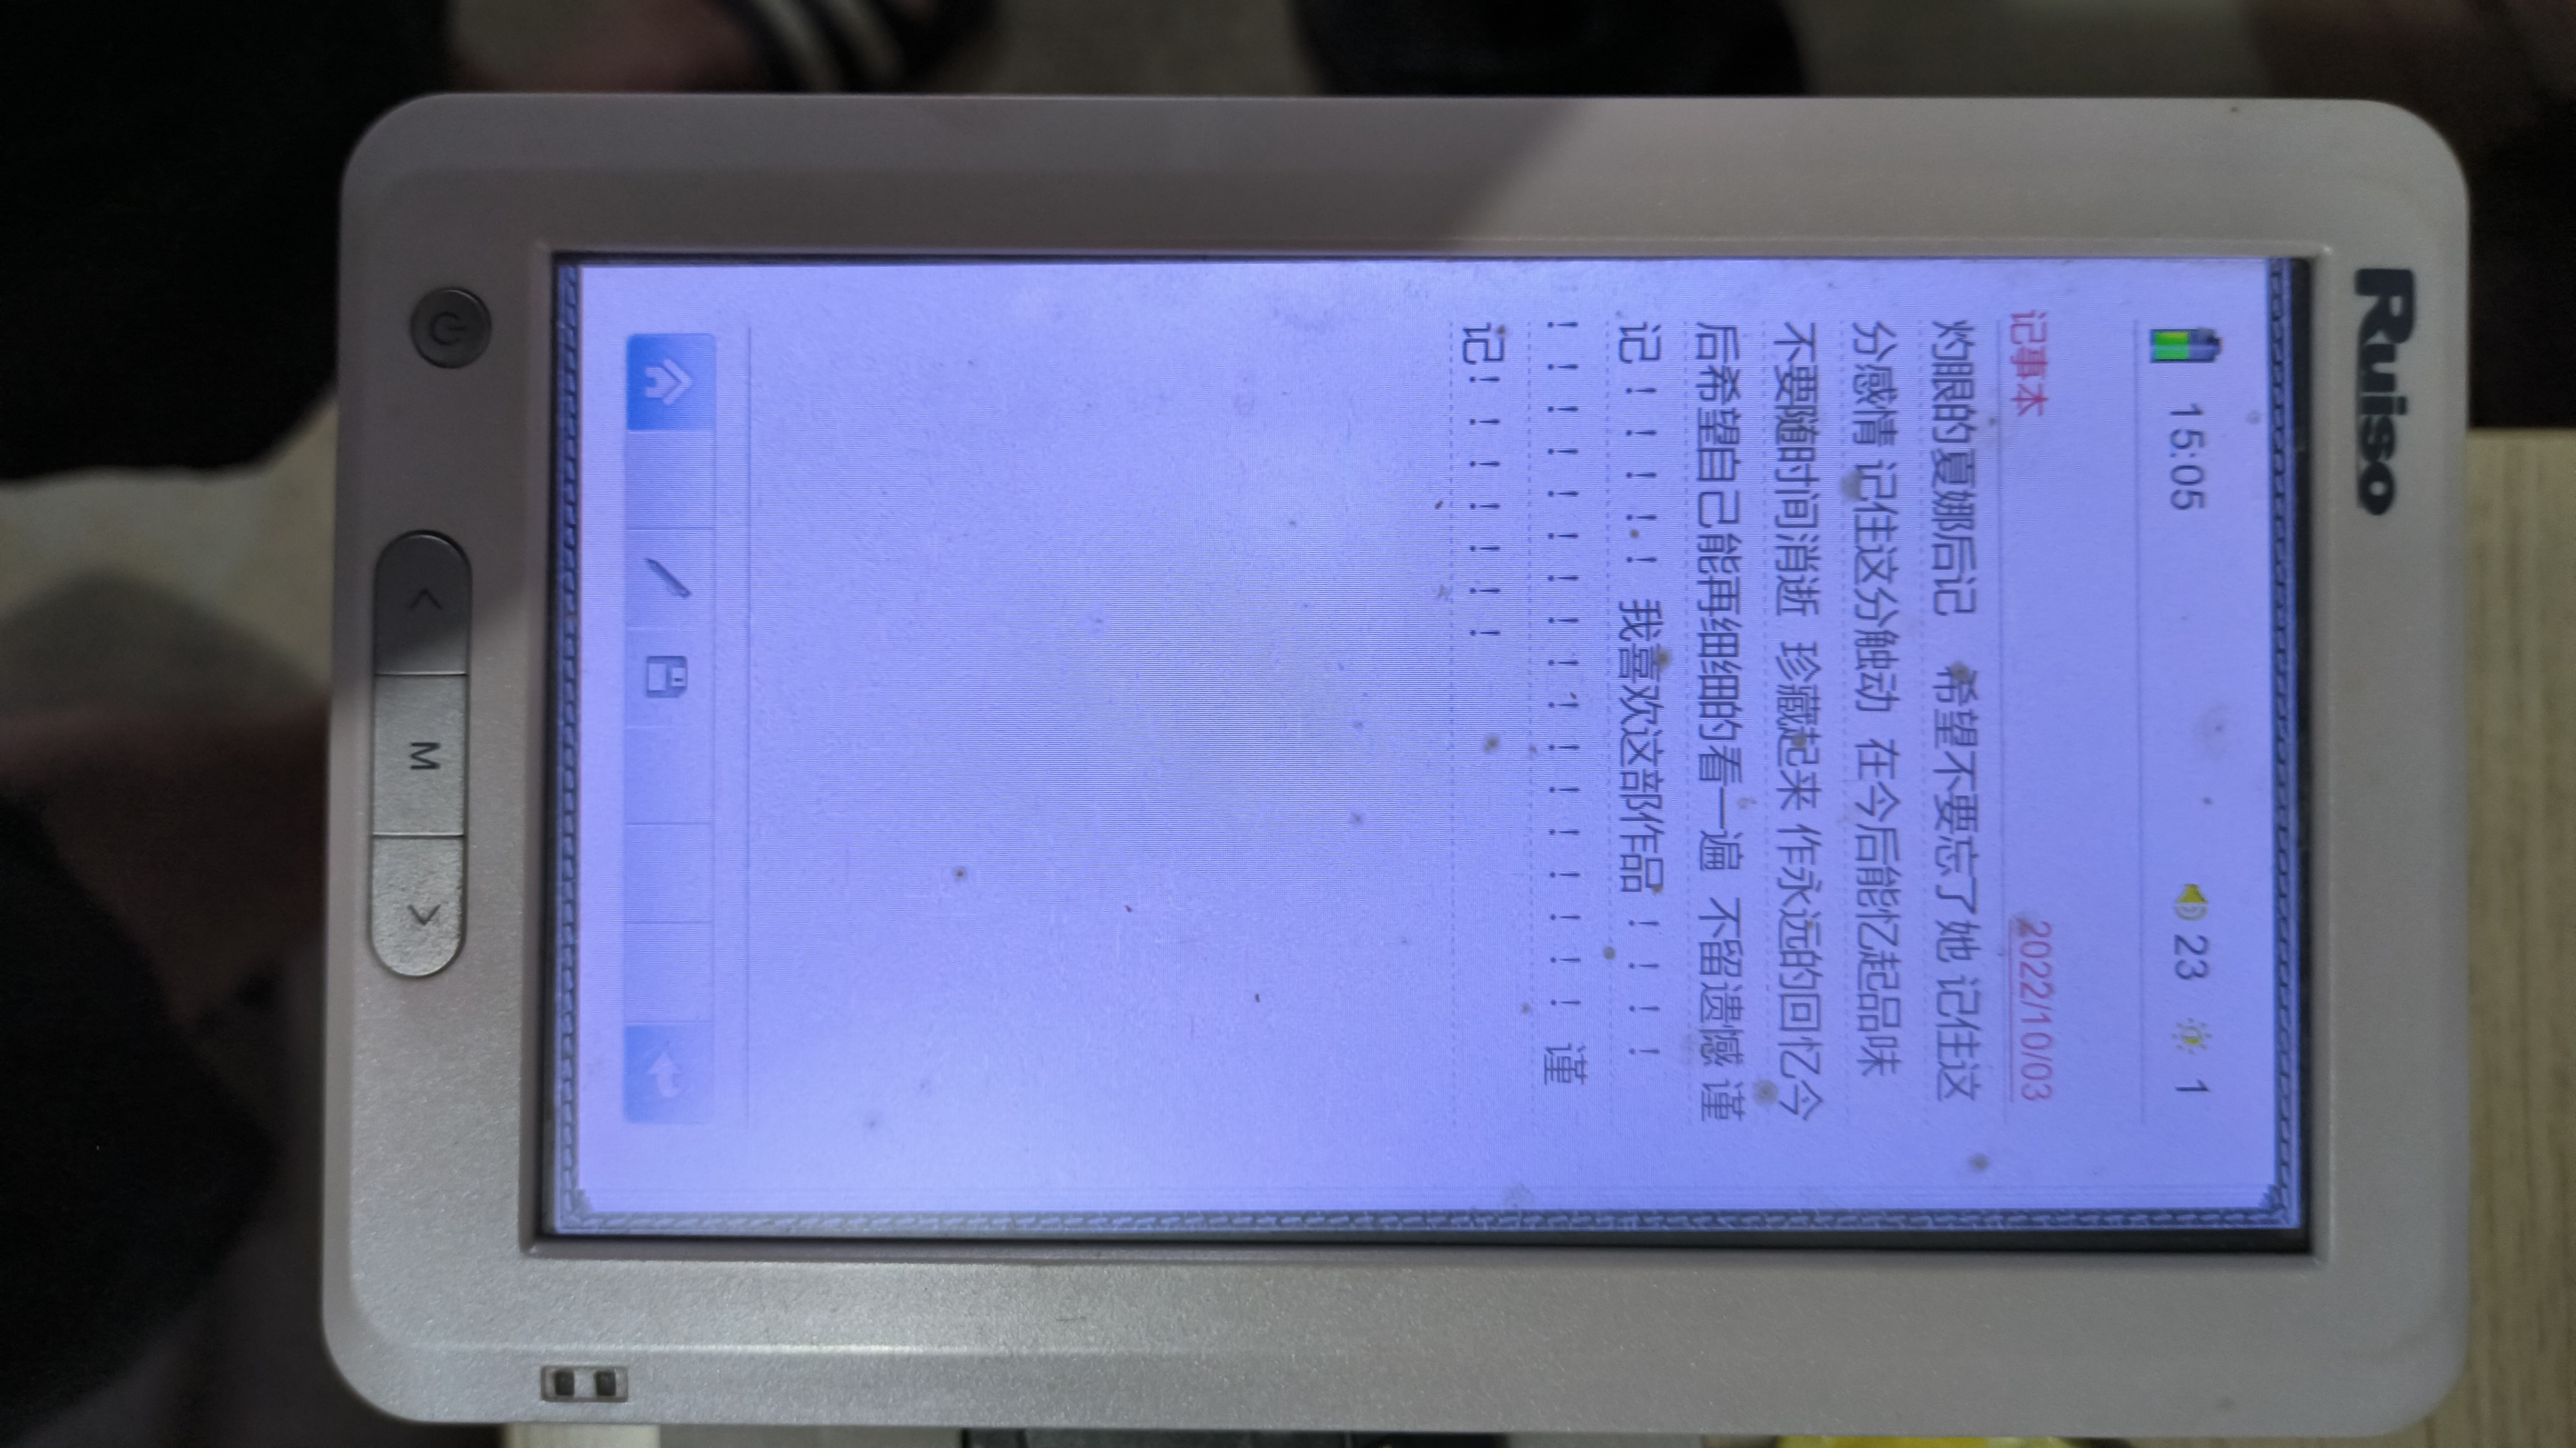 Ruiso
15:05 23 1
记事本 2022/10/03
灼眼的夏娜后记 希望不要忘了她 记住这
分感情 记住这分触动 在今后能忆起品味
不要随时间消逝 珍藏起来 作永远的回忆今
后希望自己能再细细的看一遍 不留遗憾 谨
记！！！！！ 我喜欢这部作品！！！！
！！！！！！！！！！！！！！！！！ 谨
记！！！！！！！
< M >